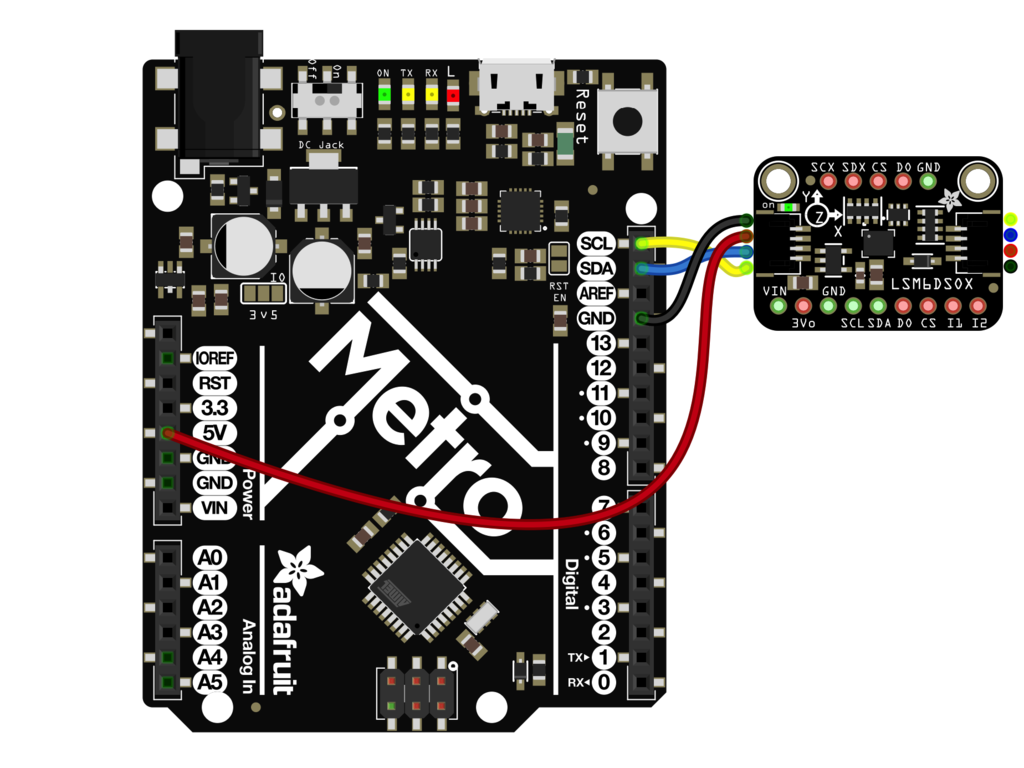 Off
On
ON TX RX L
Reset
DC Jack
IO
3v5
RST
EN
SCL
SDA
AREF
GND
13
12
11
10
9
8
7
6
5
4
3
2
TX 1
RX 0
Digital
IOREF
RST
3.3
5V
GND
GND
VIN
Power
A0
A1
A2
A3
A4
A5
Analog In
Metro
adafruit
ATMEL
SCX SDX CS DO GND
on
Y
Z
X
LSM6DSOX
VIN
3Vo
GND
SCL SDA DO CS I1 I2